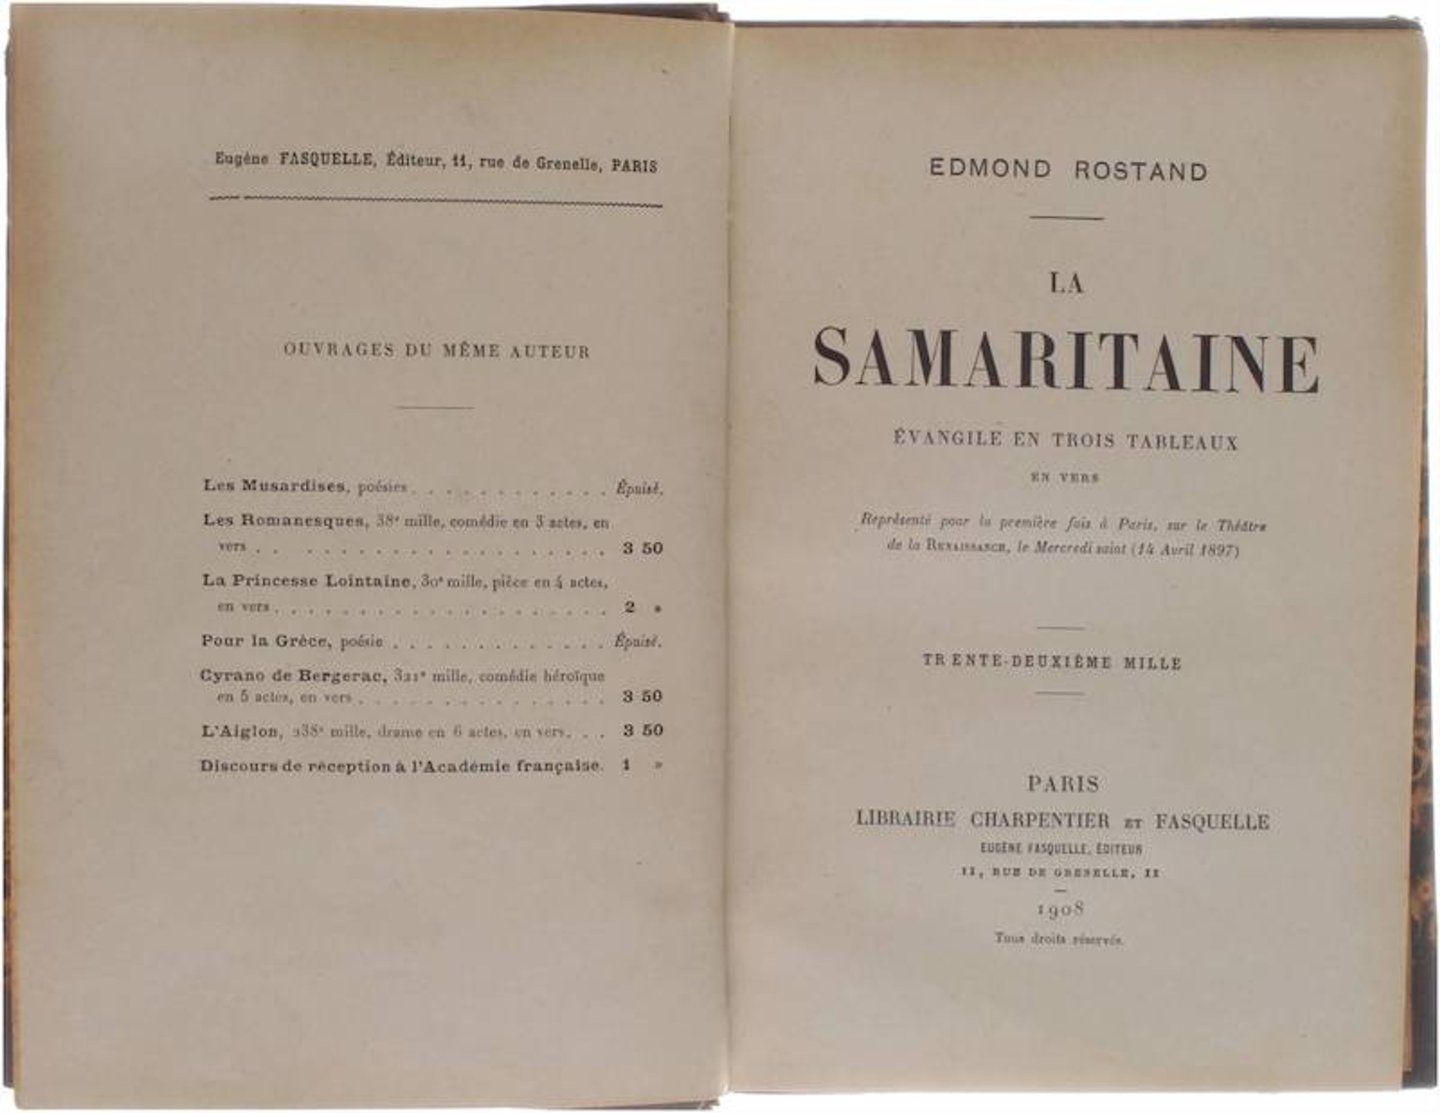 Eugène FASQUELLE, Éditeur, 11, rue de Grenelle, PARIS
OUVRAGES DU MÊME AUTEUR
Les Musardises, poésies . . . . . . . . . . . . Épuisé.
Les Romanesques, 38e mille, comédie en 3 actes, en
vers . . . . . . . . . . . . . . . . . . . . 3 50
La Princesse Lointaine, 30e mille, pièce en 4 actes,
en vers . . . . . . . . . . . . . . . . . . . . 2 »
Pour la Grèce, poésie . . . . . . . . . . . . . Épuisé.
Cyrano de Bergerac, 321e mille, comédie héroïque
en 5 actes, en vers . . . . . . . . . . . . . . . 3 50
L'Aiglon, 238e mille, drame en 6 actes, en vers. . . 3 50
Discours de réception à l'Académie française. 1 »
EDMOND ROSTAND
LA
SAMARITAINE
ÉVANGILE EN TROIS TABLEAUX
EN VERS
Représenté pour la première fois à Paris, sur le Théâtre
de la RENAISSANCE, le Mercredi saint (14 Avril 1897)
TRENTE-DEUXIÈME MILLE
PARIS
LIBRAIRIE CHARPENTIER ET FASQUELLE
EUGÈNE FASQUELLE, ÉDITEUR
11, RUE DE GRENELLE, 11
1908
Tous droits réservés.